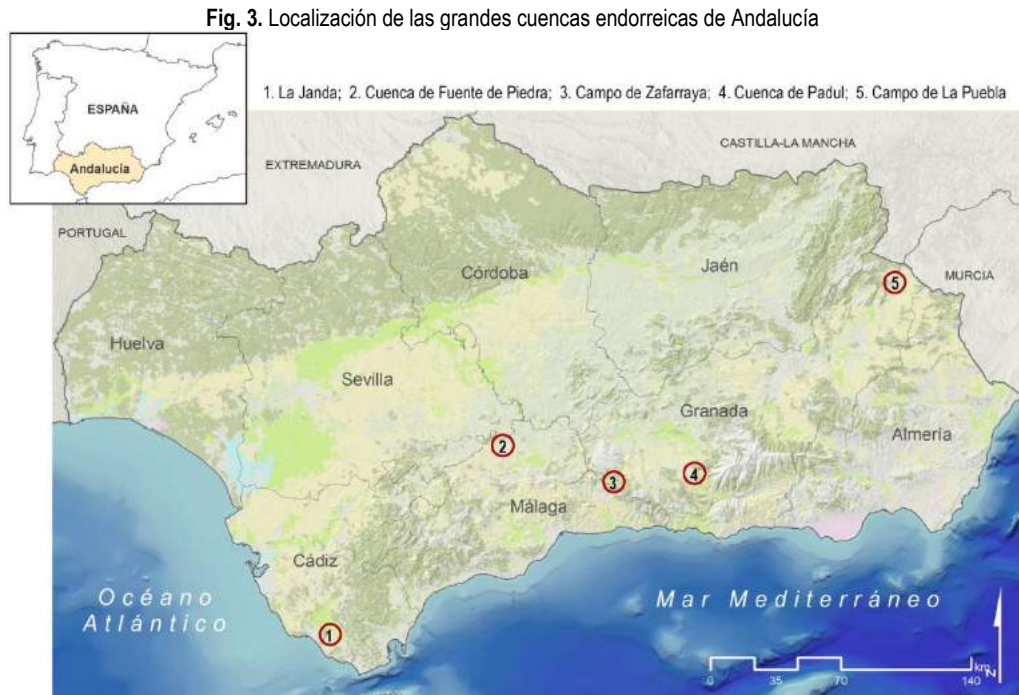 Fig. 3. Localización de las grandes cuencas endorreicas de Andalucía
ESPAÑA
Andalucía
1. La Janda; 2. Cuenca de Fuente de Piedra; 3. Campo de Zafarraya; 4. Cuenca de Padul; 5. Campo de La Puebla
CASTILLA-LA MANCHA
EXTREMADURA
PORTUGAL
Córdoba
Jaén
MURCIA
5
Huelva
Sevilla
Granada
Almería
2
4
3
Málaga
Cádiz
Océano
Atlántico
Mar Mediterráneo
1
km
N
0 35 70 140